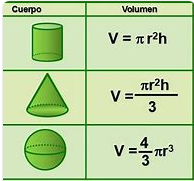 Cuerpo Volumen
V = π r²h
V = πr²h / 3
V = 4/3 πr³